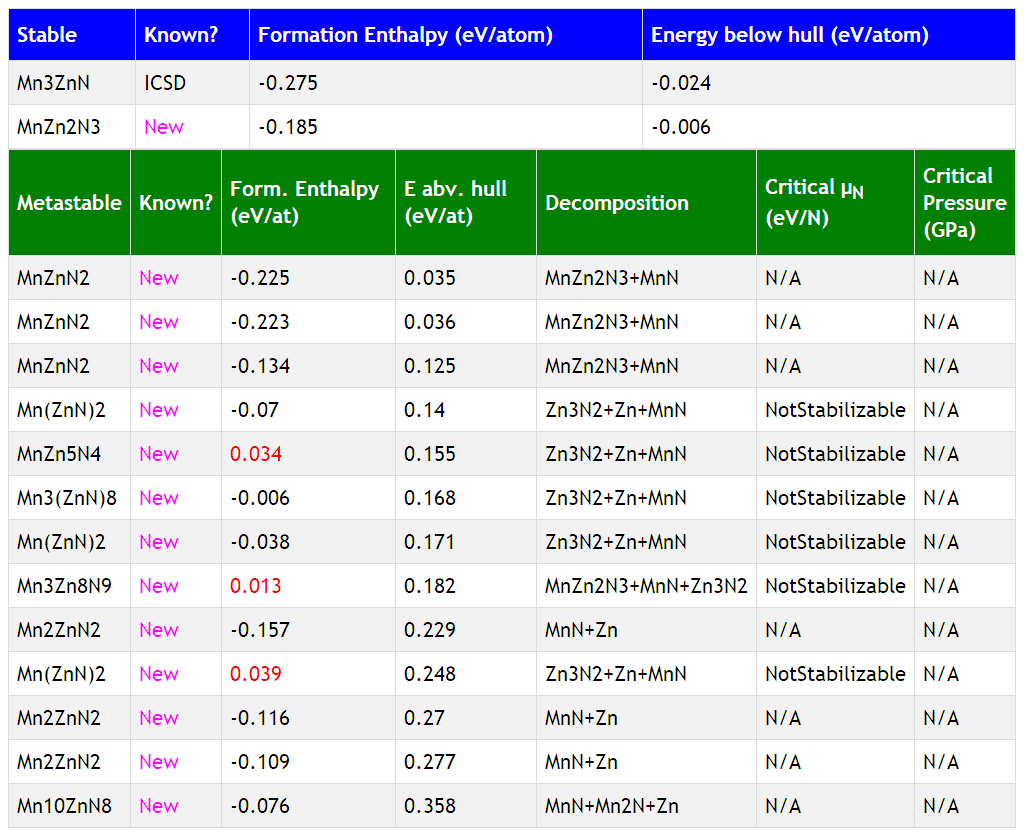 Stable Known? Formation Enthalpy (eV/atom) Energy below hull (eV/atom)
Mn3ZnN ICSD -0.275 -0.024
MnZn2N3 New -0.185 -0.006
Metastable Known? Form. Enthalpy (eV/at) E abv. hull (eV/at) Decomposition Critical μN (eV/N) Critical Pressure (GPa)
MnZnN2 New -0.225 0.035 MnZn2N3+MnN N/A N/A
MnZnN2 New -0.223 0.036 MnZn2N3+MnN N/A N/A
MnZnN2 New -0.134 0.125 MnZn2N3+MnN N/A N/A
Mn(ZnN)2 New -0.07 0.14 Zn3N2+Zn+MnN NotStabilizable N/A
MnZn5N4 New 0.034 0.155 Zn3N2+Zn+MnN NotStabilizable N/A
Mn3(ZnN)8 New -0.006 0.168 Zn3N2+Zn+MnN NotStabilizable N/A
Mn(ZnN)2 New -0.038 0.171 Zn3N2+Zn+MnN NotStabilizable N/A
Mn3Zn8N9 New 0.013 0.182 MnZn2N3+MnN+Zn3N2 NotStabilizable N/A
Mn2ZnN2 New -0.157 0.229 MnN+Zn N/A N/A
Mn(ZnN)2 New 0.039 0.248 Zn3N2+Zn+MnN NotStabilizable N/A
Mn2ZnN2 New -0.116 0.27 MnN+Zn N/A N/A
Mn2ZnN2 New -0.109 0.277 MnN+Zn N/A N/A
Mn10ZnN8 New -0.076 0.358 MnN+Mn2N+Zn N/A N/A